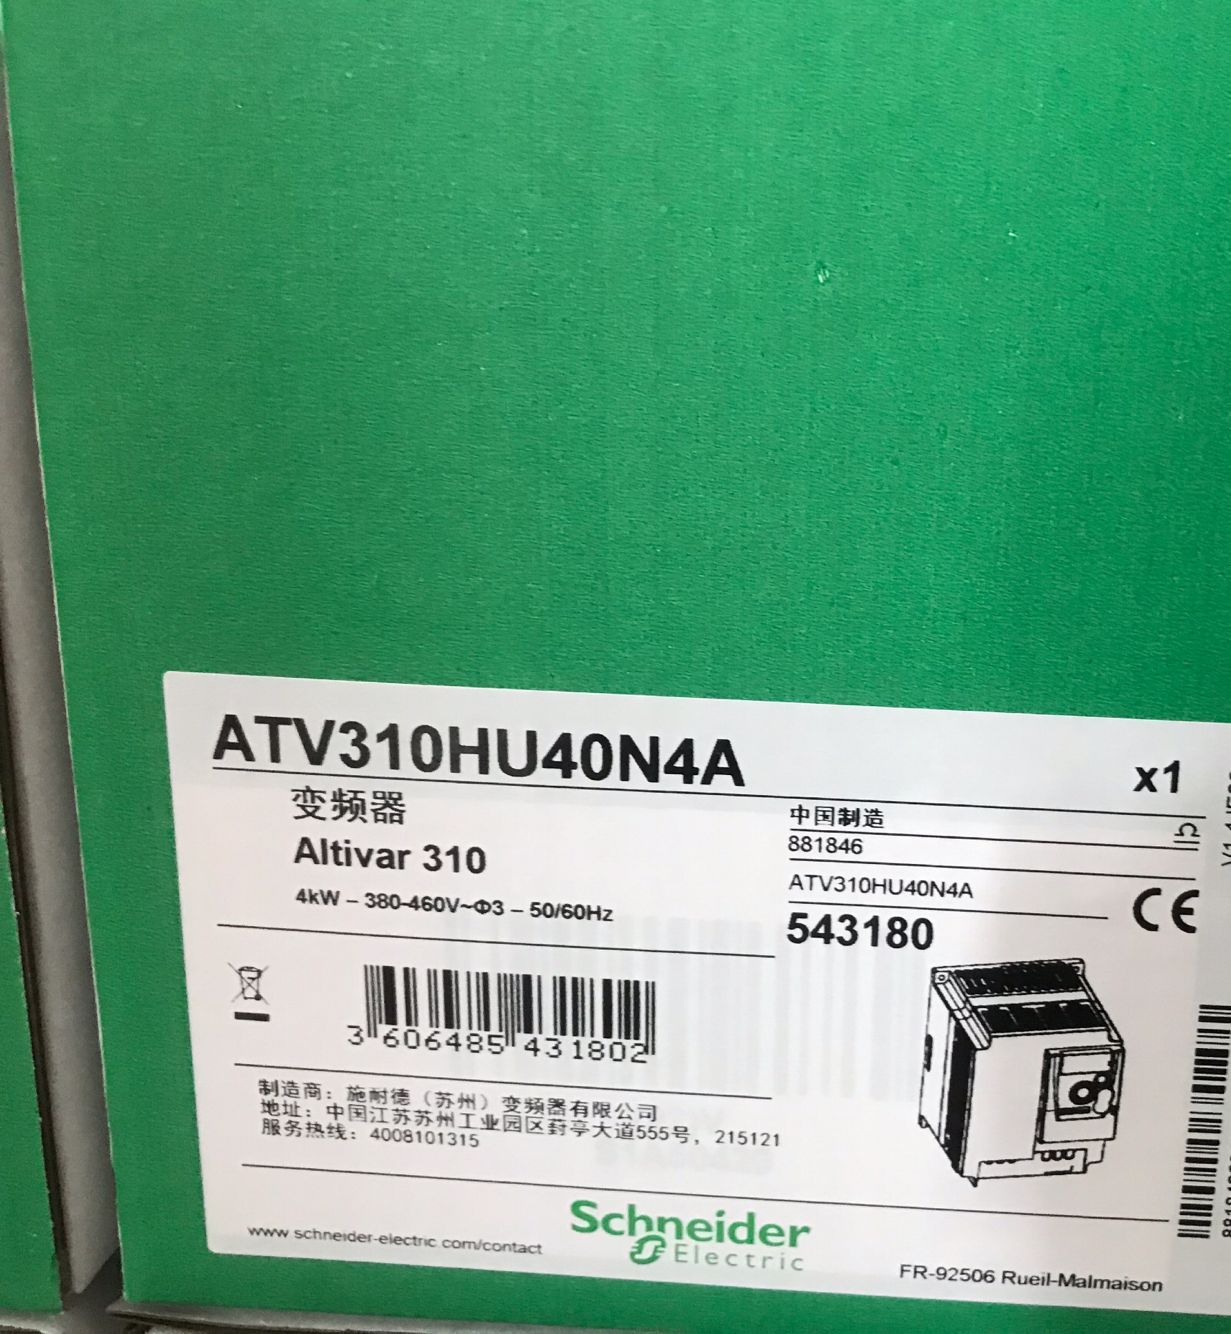 ATV310HU40N4A
x1
变频器
Altivar 310
4kW – 380-460V~Φ3 – 50/60Hz
中国制造
881846
ATV310HU40N4A
543180
CE
3 606485 431802
制造商：施耐德（苏州）变频器有限公司
地址：中国江苏苏州工业园区葑亭大道555号，215121
服务热线：4008101315
www.schneider-electric.com/contact
Schneider
Electric
FR-92506 Rueil-Malmaison